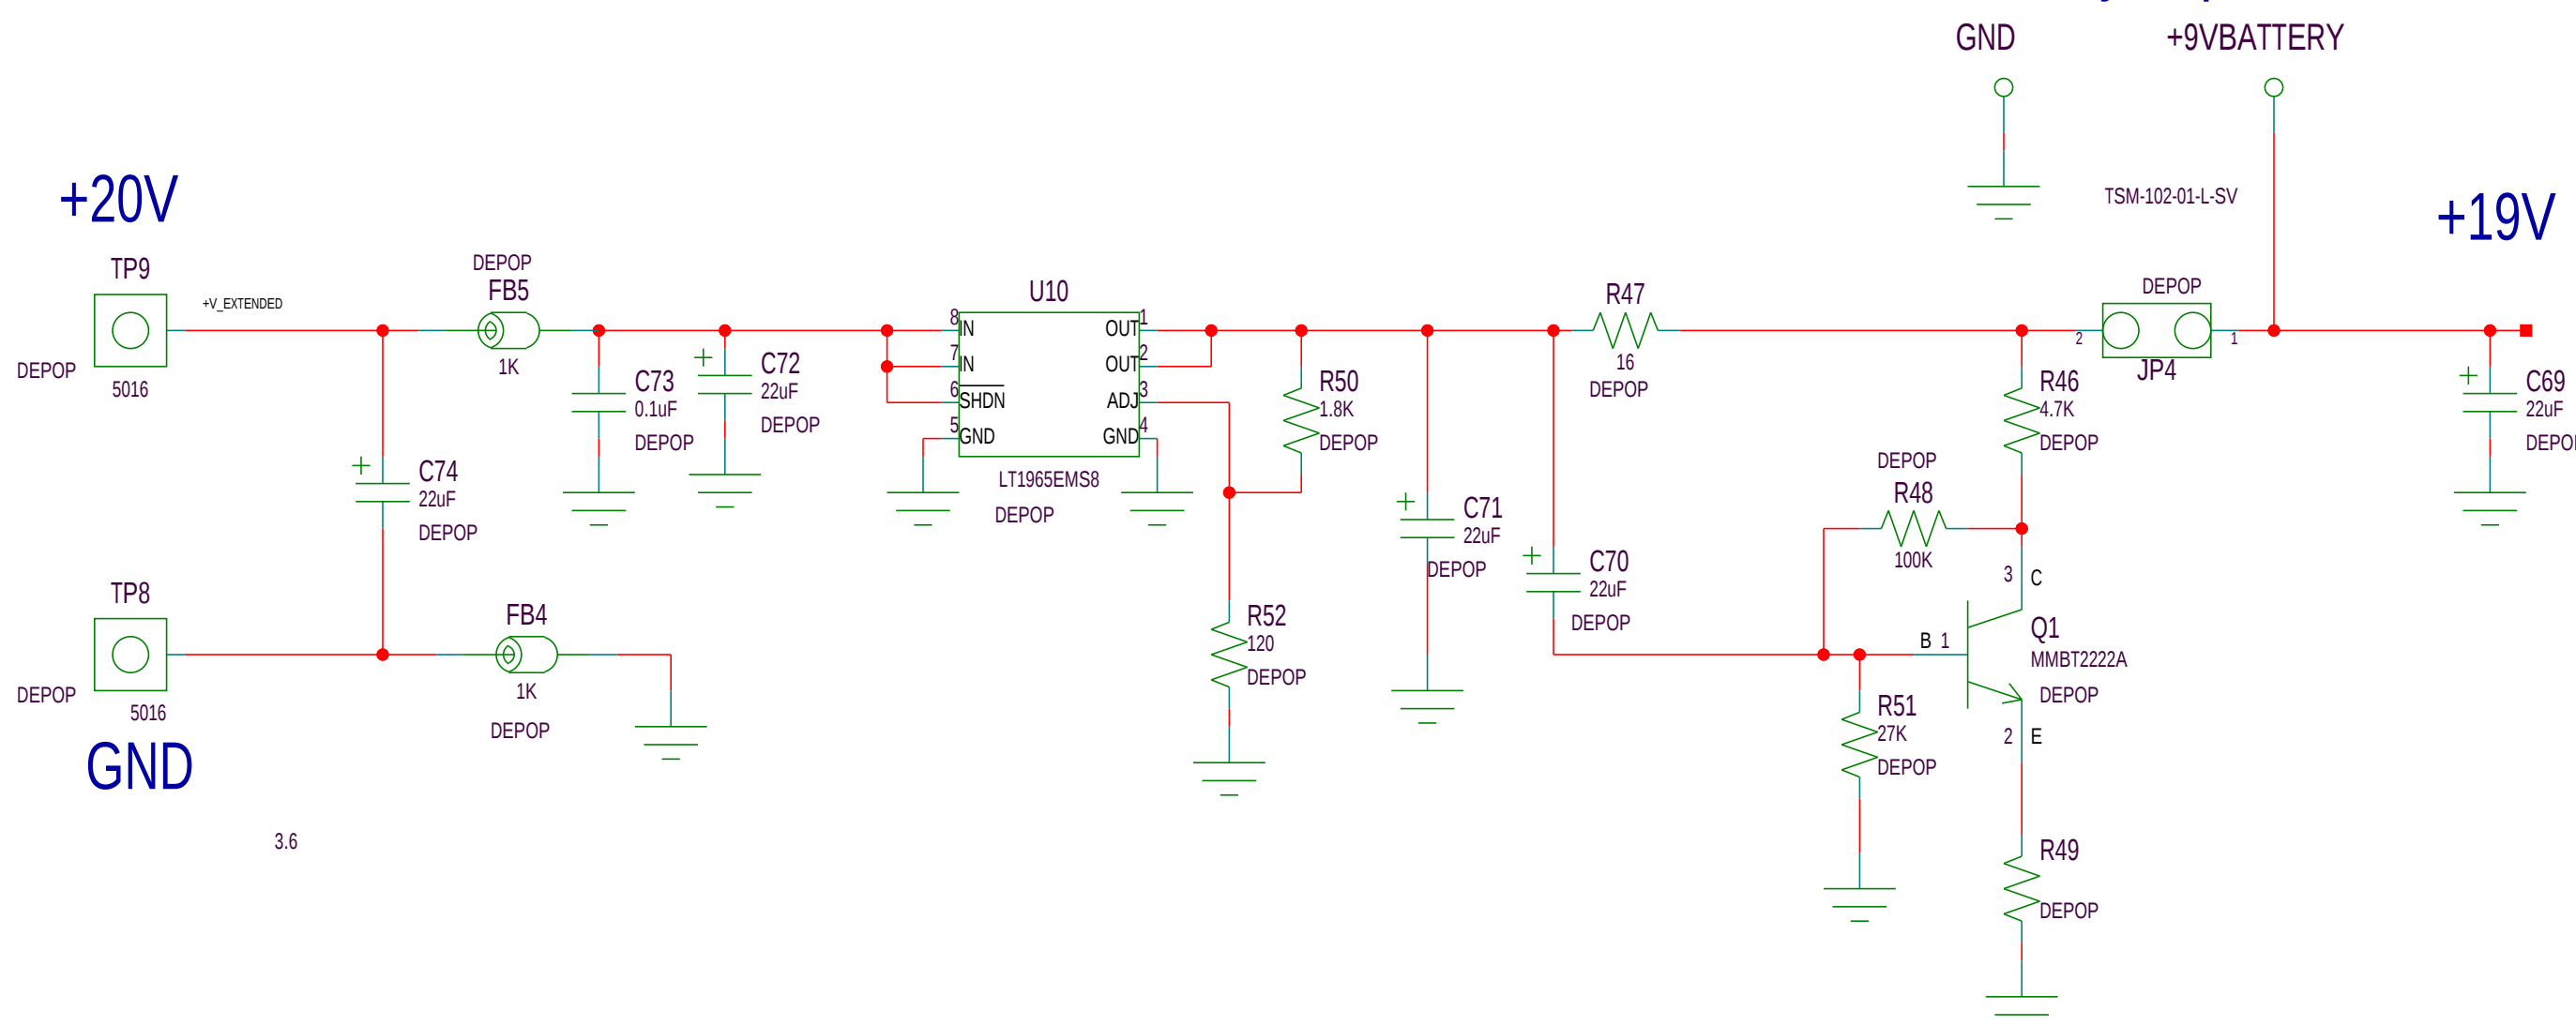 GND
+9VBATTERY
+20V
TSM-102-01-L-SV
+19V
TP9
DEPOP
5016
+V_EXTENDED
DEPOP
FB5
1K
C73
0.1uF
DEPOP
C72
22uF
DEPOP
C74
22uF
DEPOP
U10
8 IN
7 IN
6 SHDN
5 GND
OUT 1
OUT 2
ADJ 3
GND 4
LT1965EMS8
DEPOP
R50
1.8K
DEPOP
R52
120
DEPOP
C71
22uF
DEPOP
C70
22uF
DEPOP
R47
16
DEPOP
DEPOP
2
1
JP4
R46
4.7K
DEPOP
DEPOP
R48
100K
3 C
B 1
Q1
MMBT2222A
DEPOP
2 E
R51
27K
DEPOP
R49
DEPOP
C69
22uF
DEPOP
TP8
DEPOP
5016
GND
FB4
1K
DEPOP
3.6